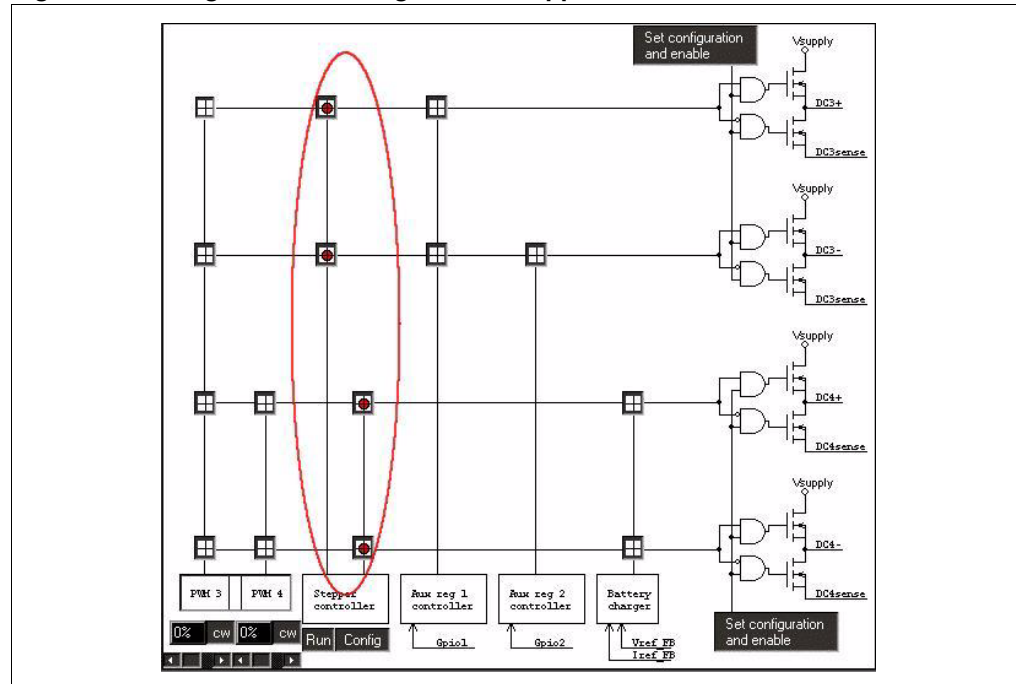 Set configuration
and enable
Vsupply
DC3+
DC3sense
Vsupply
DC3-
DC3sense
Vsupply
DC4+
DC4sense
Vsupply
DC4-
DC4sense
PWM 3
PWM 4
Stepper
controller
Aux reg 1
controller
Aux reg 2
controller
Battery
charger
0%
cw
0%
cw
Run
Config
Gpio1
Gpio2
Vref_FB
Iref_FB
Set configuration
and enable